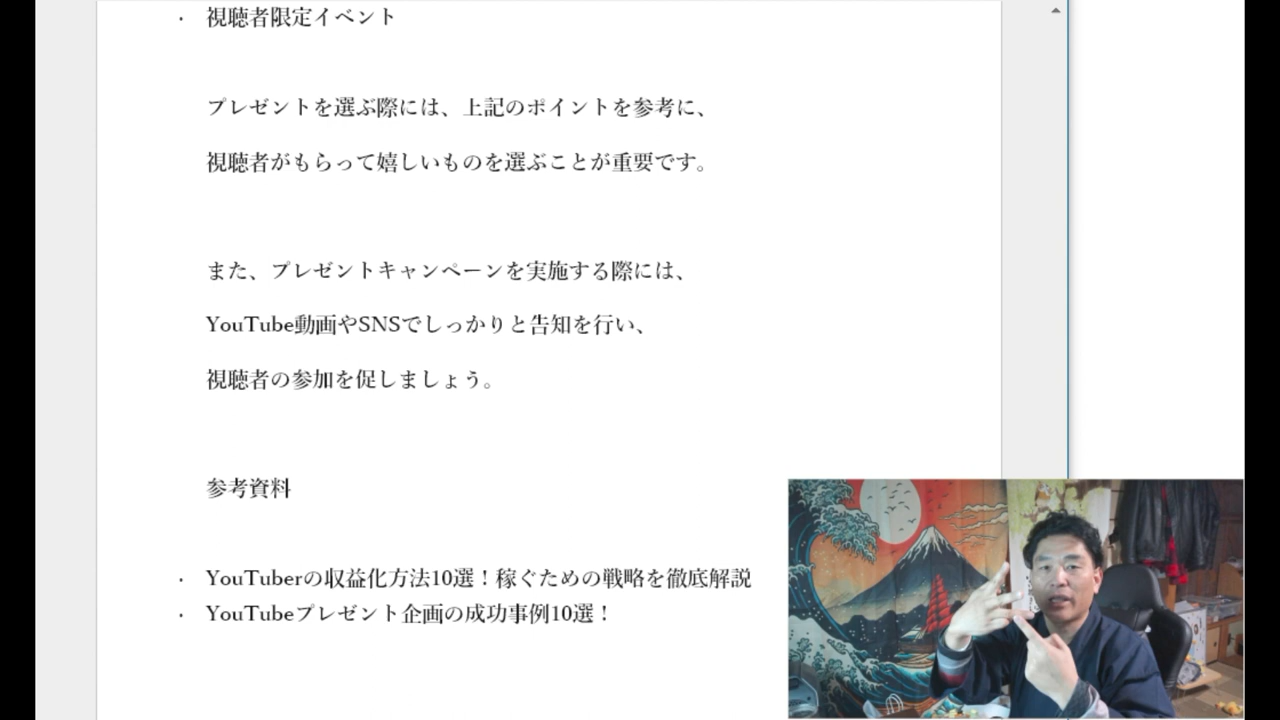 ・ 視聴者限定イベント
プレゼントを選ぶ際には、上記のポイントを参考に、
視聴者がもらって嬉しいものを選ぶことが重要です。
また、プレゼントキャンペーンを実施する際には、
YouTube動画やSNSでしっかりと告知を行い、
視聴者の参加を促しましょう。
参考資料
・ YouTuberの収益化方法10選！稼ぐための戦略を徹底解説
・ YouTubeプレゼント企画の成功事例10選！